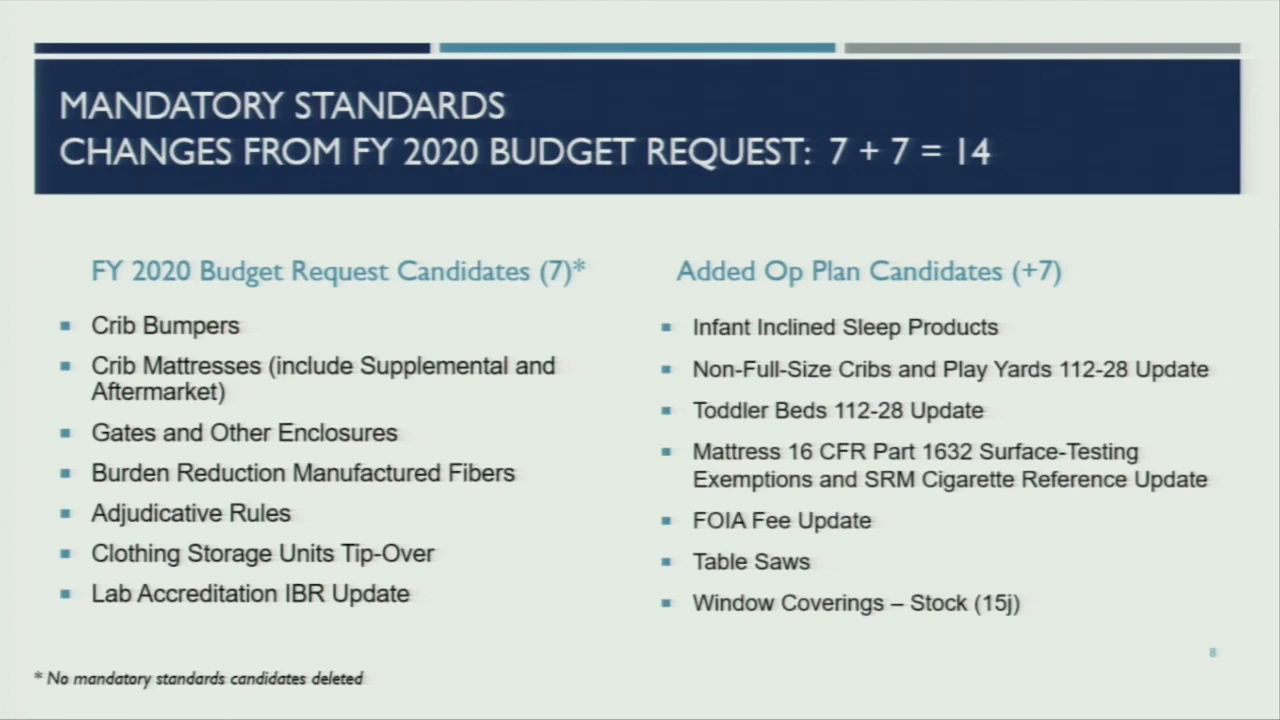 MANDATORY STANDARDS
CHANGES FROM FY 2020 BUDGET REQUEST: 7 + 7 = 14
FY 2020 Budget Request Candidates (7)*
Crib Bumpers
Crib Mattresses (include Supplemental and
Aftermarket)
Gates and Other Enclosures
Burden Reduction Manufactured Fibers
Adjudicative Rules
Clothing Storage Units Tip-Over
Lab Accreditation IBR Update
Added Op Plan Candidates (+7)
Infant Inclined Sleep Products
Non-Full-Size Cribs and Play Yards 112-28 Update
Toddler Beds 112-28 Update
Mattress 16 CFR Part 1632 Surface-Testing
Exemptions and SRM Cigarette Reference Update
FOIA Fee Update
Table Saws
Window Coverings – Stock (15j)
8
* No mandatory standards candidates deleted